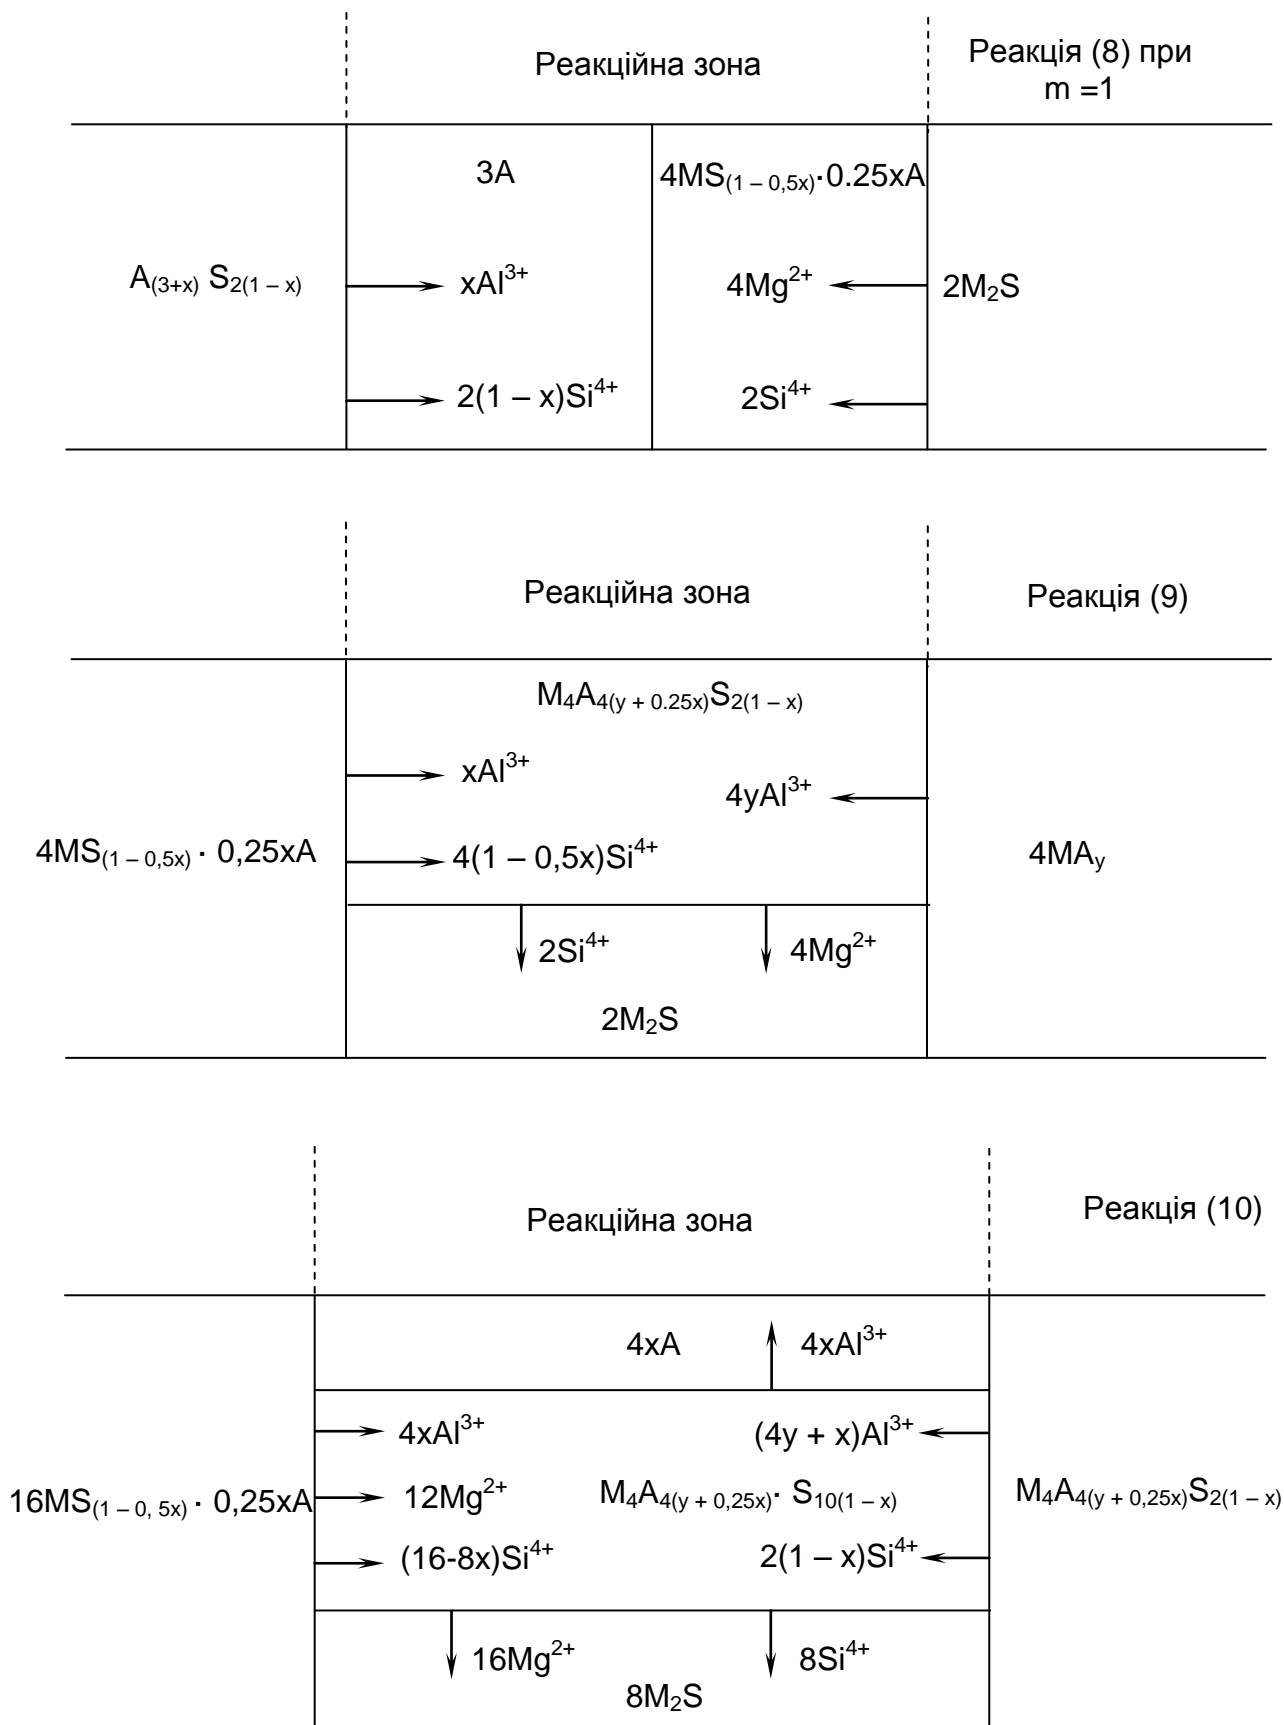 Реакційна зона
Реакція (8) при
m =1
3A
4MS(1 – 0,5x)·0.25xA
A(3+x) S2(1 – x)
xAl3+
4Mg2+
2M2S
2(1 – x)Si4+
2Si4+
Реакційна зона
Реакція (9)
M4A4(y + 0.25x)S2(1 – x)
xAl3+
4yAl3+
4MS(1 – 0,5x) · 0,25xA
4(1 – 0,5x)Si4+
4MAy
2Si4+
4Mg2+
2M2S
Реакційна зона
Реакція (10)
4xA
4xAl3+
4xAl3+
(4y + x)Al3+
16MS(1 – 0, 5x) · 0,25xA
12Mg2+
M4A4(y + 0,25x)· S10(1 – x)
M4A4(y + 0,25x)S2(1 – x)
(16-8x)Si4+
2(1 – x)Si4+
16Mg2+
8Si4+
8M2S